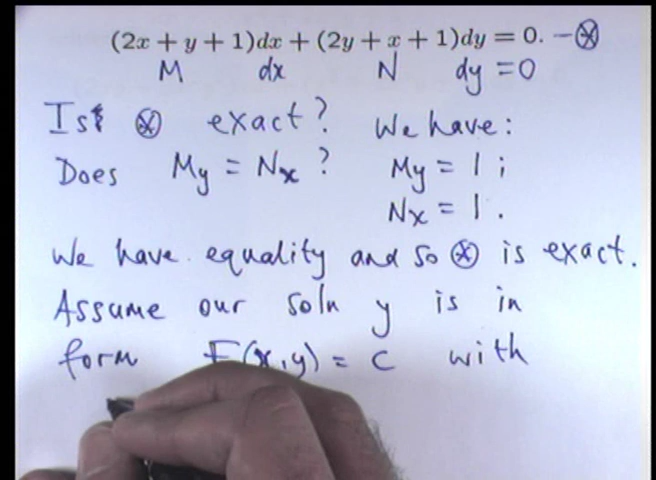 (2x + y + 1)dx + (2y + x + 1)dy = 0. -⊛
M dx N dy = 0
Is ⊛ exact? We have:
Does My = Nx ? My = 1 ;
Nx = 1 .
We have equality and so ⊛ is exact.
Assume our soln y is in
form F(x,y) = c with